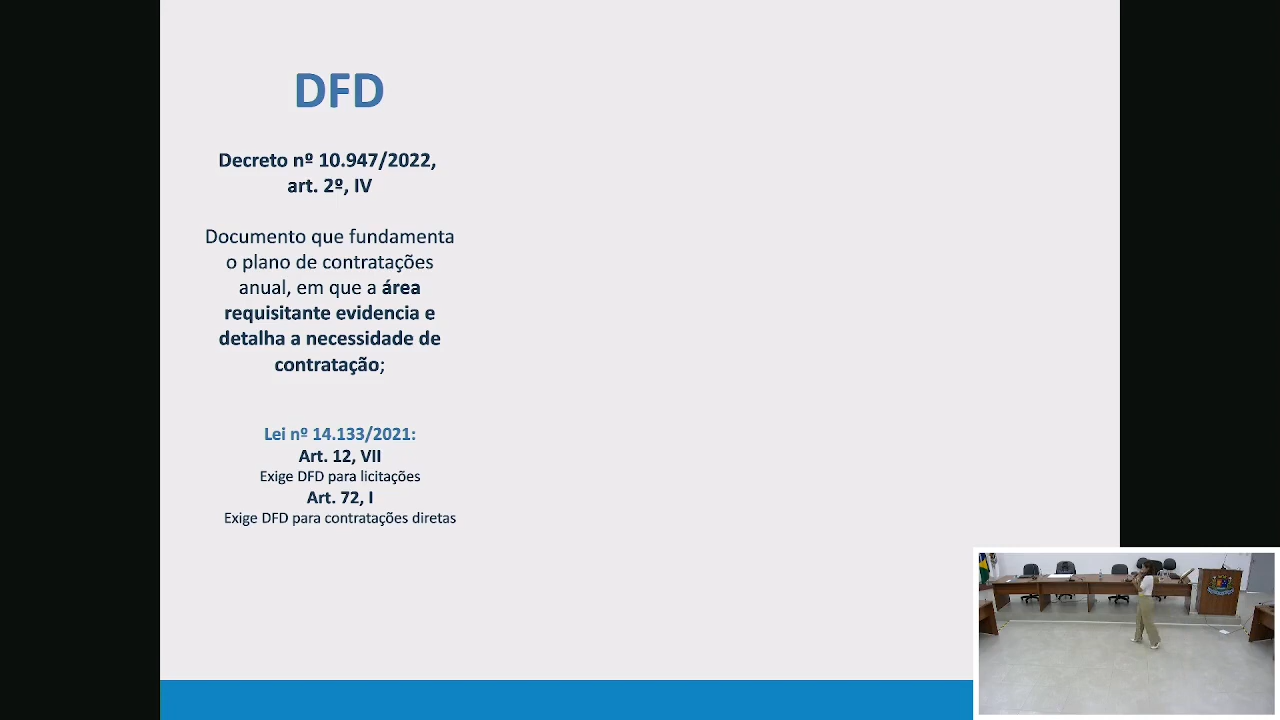 DFD
Decreto nº 10.947/2022,
art. 2º, IV
Documento que fundamenta
o plano de contratações
anual, em que a área
requisitante evidencia e
detalha a necessidade de
contratação;
Lei nº 14.133/2021:
Art. 12, VII
Exige DFD para licitações
Art. 72, I
Exige DFD para contratações diretas